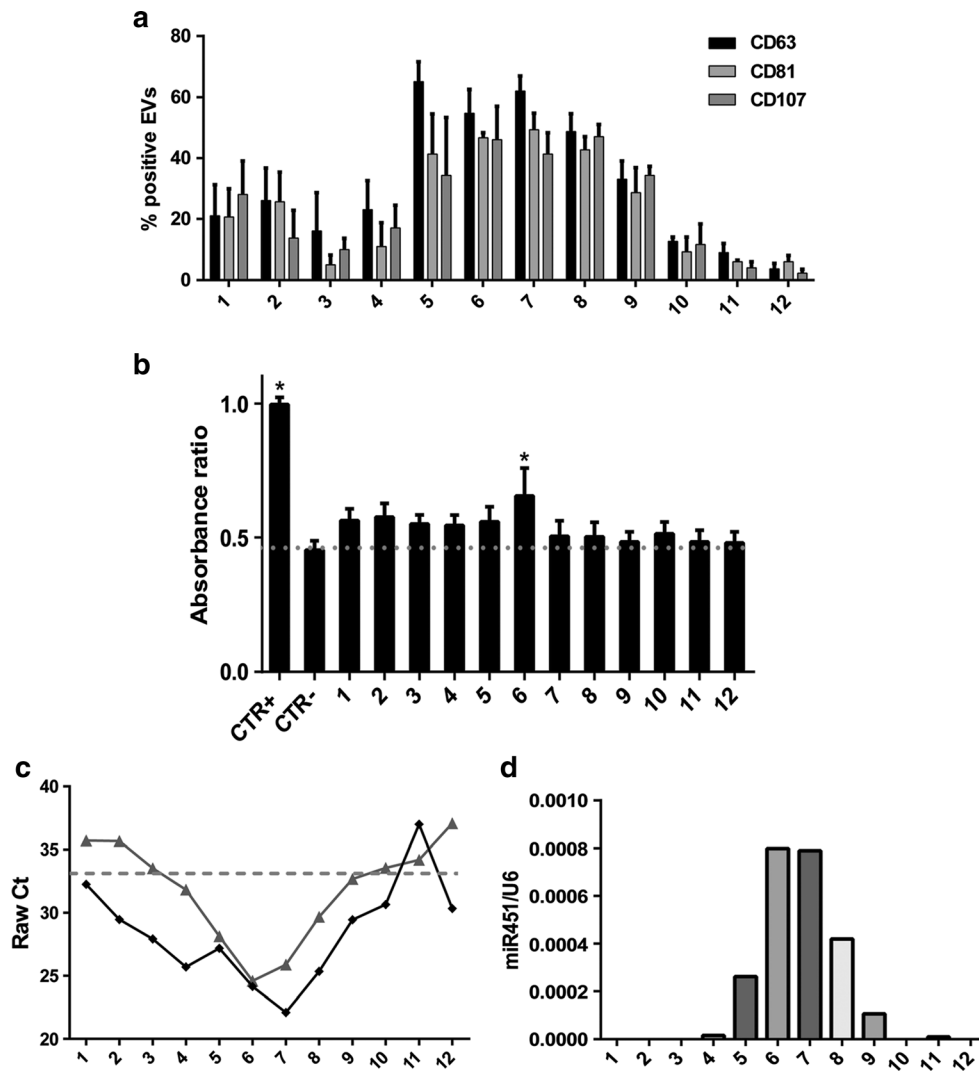 a
80
60
40
20
0
% positive EVs
CD63
CD81
CD107
1 2 3 4 5 6 7 8 9 10 11 12
b
1.0
0.5
0.0
Absorbance ratio
*
*
CTR+ CTR- 1 2 3 4 5 6 7 8 9 10 11 12
c
40
35
30
25
20
Raw Ct
1 2 3 4 5 6 7 8 9 10 11 12
d
0.0010
0.0008
0.0006
0.0004
0.0002
0.0000
miR451/U6
1 2 3 4 5 6 7 8 9 10 11 12